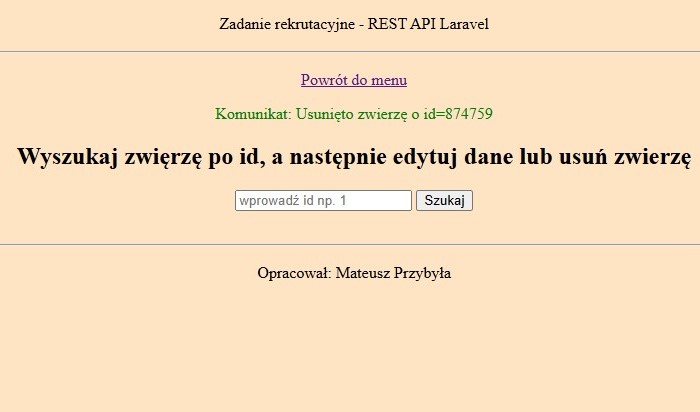 Zadanie rekrutacyjne - REST API Laravel
Powrót do menu
Komunikat: Usunięto zwierzę o id=874759
Wyszukaj zwięrzę po id, a następnie edytuj dane lub usuń zwierzę
wprowadź id np. 1 Szukaj
Opracował: Mateusz Przybyła